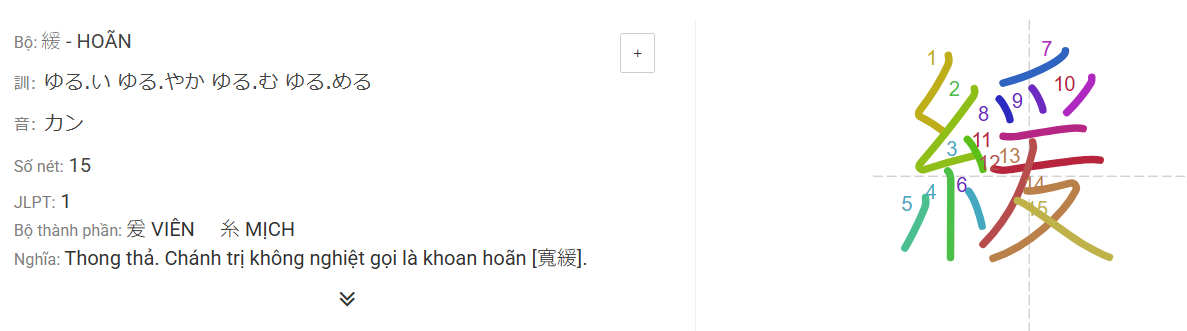 Bộ: 緩 - HOÃN
+
訓: ゆる.い ゆる.やか ゆる.む ゆる.める
音: カン
Số nét: 15
JLPT: 1
Bộ thành phần: 爰 VIÊN 糸 MỊCH
Nghĩa: Thong thả. Chánh trị không nghiệt gọi là khoan hoãn [寬緩].
緩
1
2
3
4
5
6
7
8
9
10
11
12
13
14
15